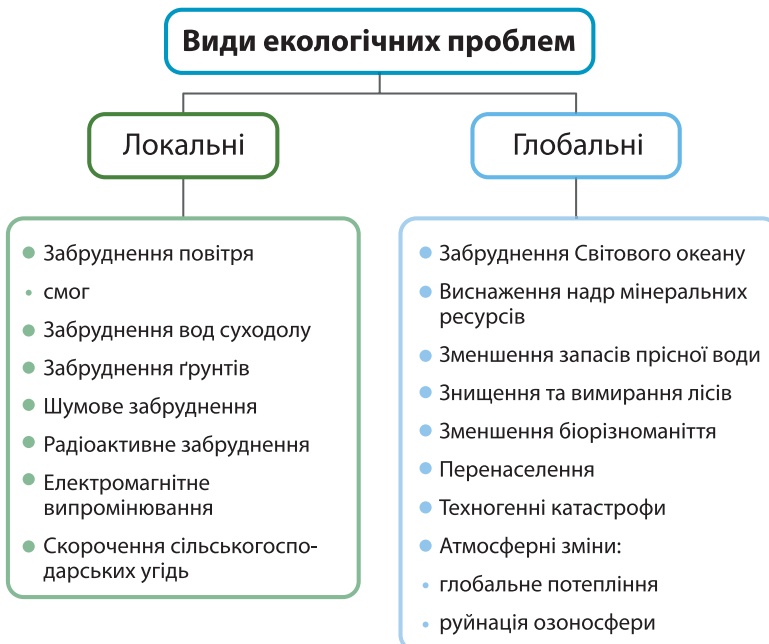 Види екологічних проблем
Локальні
Глобальні
Забруднення повітря
смог
Забруднення вод суходолу
Забруднення ґрунтів
Шумове забруднення
Радіоактивне забруднення
Електромагнітне
випромінювання
Скорочення сільськогоспо-
дарських угідь
Забруднення Світового океану
Виснаження надр мінеральних
ресурсів
Зменшення запасів прісної води
Знищення та вимирання лісів
Зменшення біорізноманіття
Перенаселення
Техногенні катастрофи
Атмосферні зміни:
глобальне потепління
руйнація озоносфери